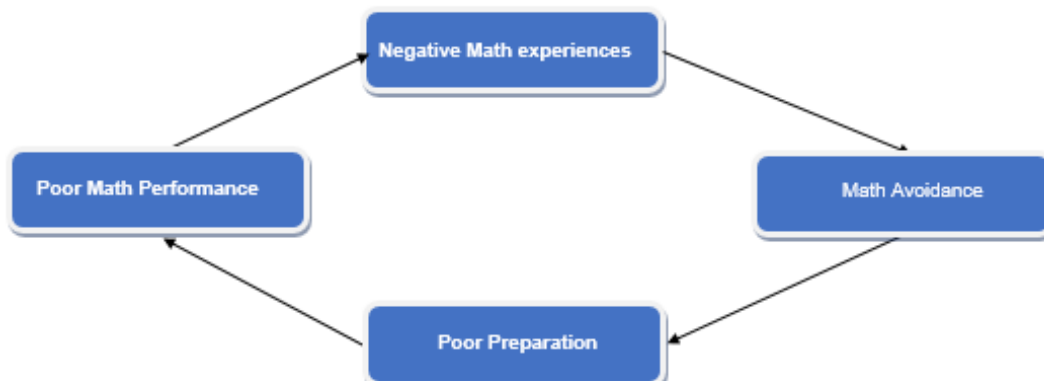 Negative Math experiences
Poor Math Performance
Math Avoidance
Poor Preparation